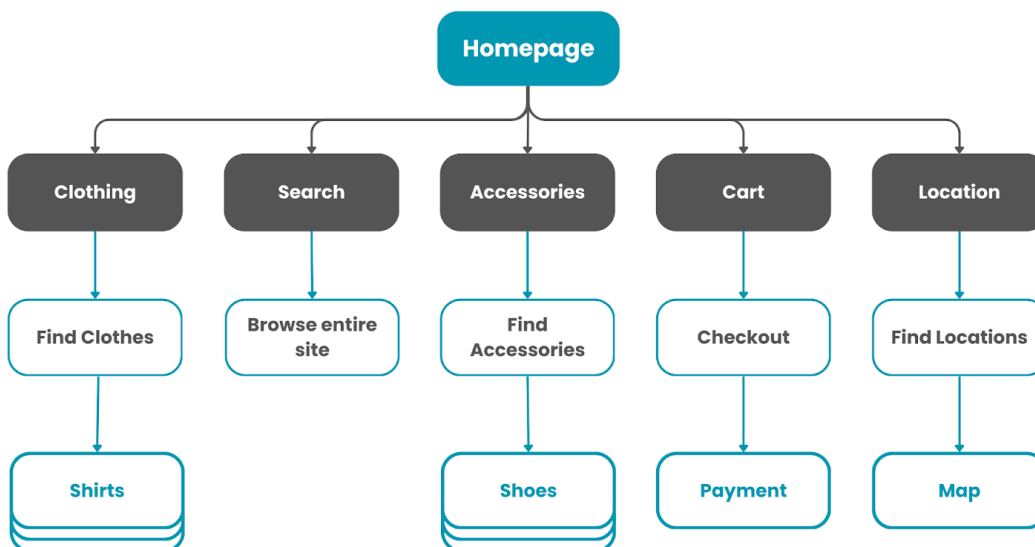 Homepage
Clothing
Search
Accessories
Cart
Location
Find Clothes
Browse entire
site
Find
Accessories
Checkout
Find Locations
Shirts
Shoes
Payment
Map